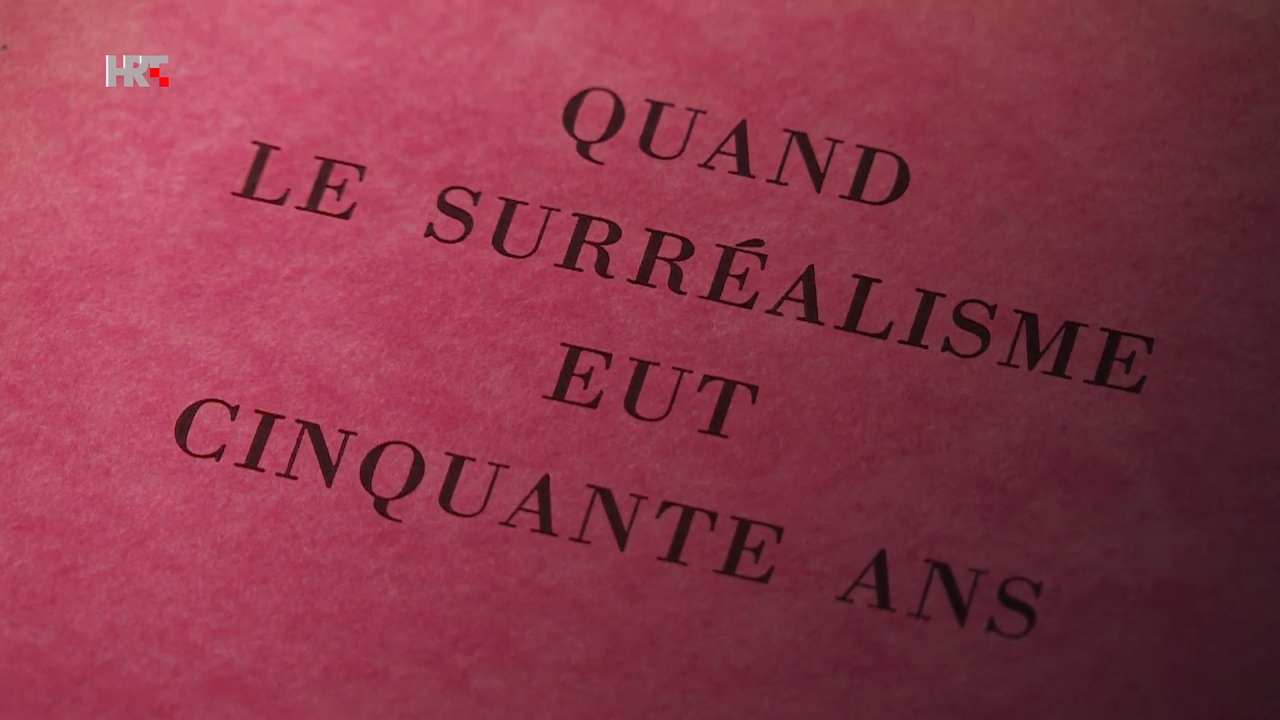 HRT
QUAND
LE SURRÉALISME
EUT
CINQUANTE ANS